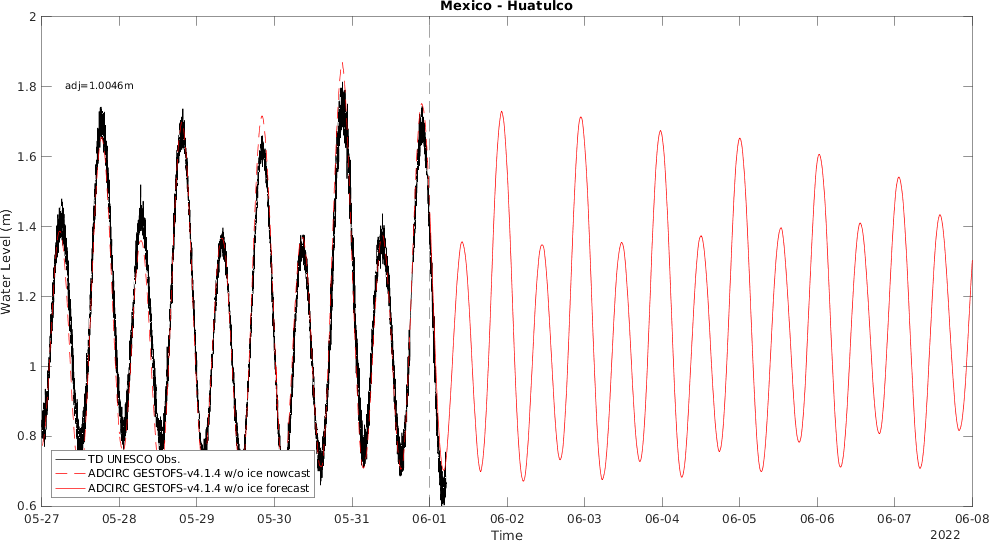 Mexico - Huatulco
2
1.8
1.6
1.4
1.2
1
0.8
0.6
Water Level (m)
adj=1.0046m
TD UNESCO Obs.
ADCIRC GESTOFS-v4.1.4 w/o ice nowcast
ADCIRC GESTOFS-v4.1.4 w/o ice forecast
05-27 05-28 05-29 05-30 05-31 06-01 06-02 06-03 06-04 06-05 06-06 06-07 06-08
Time
2022